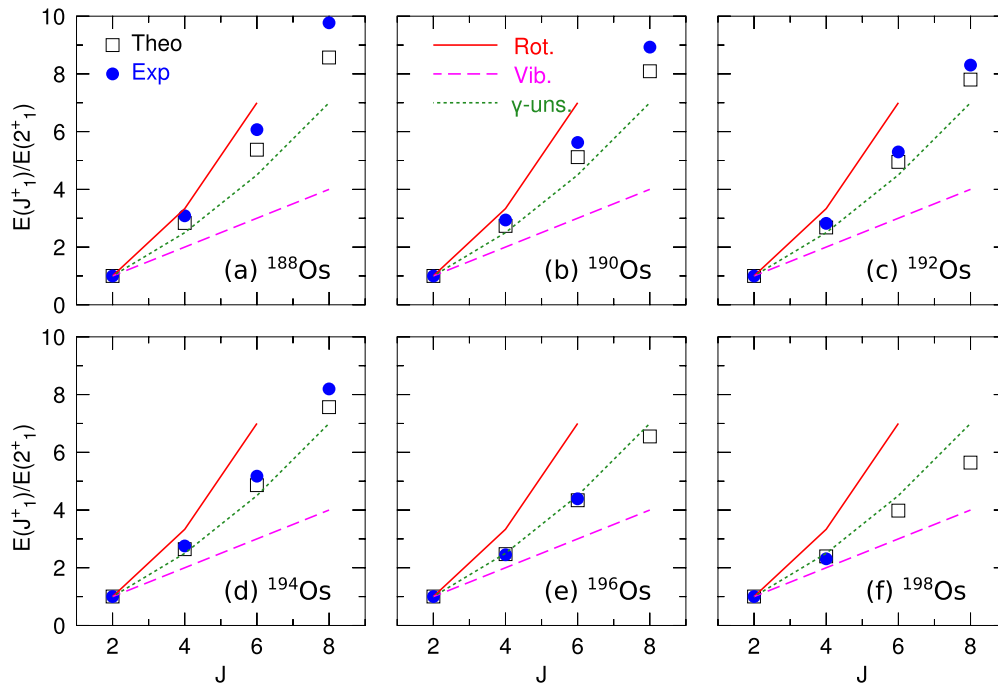 10
8
6
4
2
0
E(J⁺₁)/E(2⁺₁)
Theo
Exp
(a) ¹⁸⁸Os
Rot.
Vib.
γ-uns.
(b) ¹⁹⁰Os
(c) ¹⁹²Os
10
8
6
4
2
0
E(J⁺₁)/E(2⁺₁)
(d) ¹⁹⁴Os
(e) ¹⁹⁶Os
(f) ¹⁹⁸Os
2 4 6 8
2 4 6 8
2 4 6 8
J
J
J